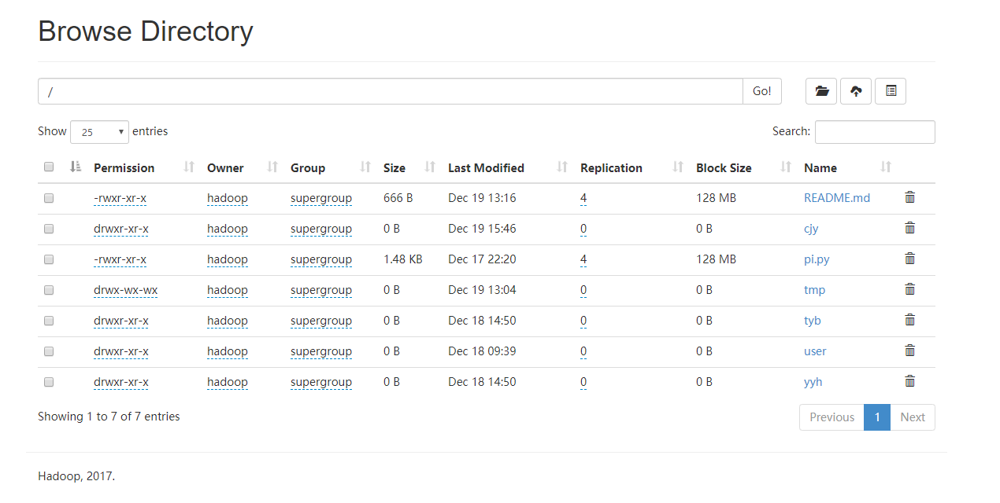 Browse Directory
/ Go!
Show 25 entries Search:
Permission Owner Group Size Last Modified Replication Block Size Name
-rwxr-xr-x hadoop supergroup 666 B Dec 19 13:16 4 128 MB README.md
drwxr-xr-x hadoop supergroup 0 B Dec 19 15:46 0 0 B cjy
-rwxr-xr-x hadoop supergroup 1.48 KB Dec 17 22:20 4 128 MB pi.py
drwx-wx-wx hadoop supergroup 0 B Dec 19 13:04 0 0 B tmp
drwxr-xr-x hadoop supergroup 0 B Dec 18 14:50 0 0 B tyb
drwxr-xr-x hadoop supergroup 0 B Dec 18 09:39 0 0 B user
drwxr-xr-x hadoop supergroup 0 B Dec 18 14:50 0 0 B yyh
Showing 1 to 7 of 7 entries Previous 1 Next
Hadoop, 2017.